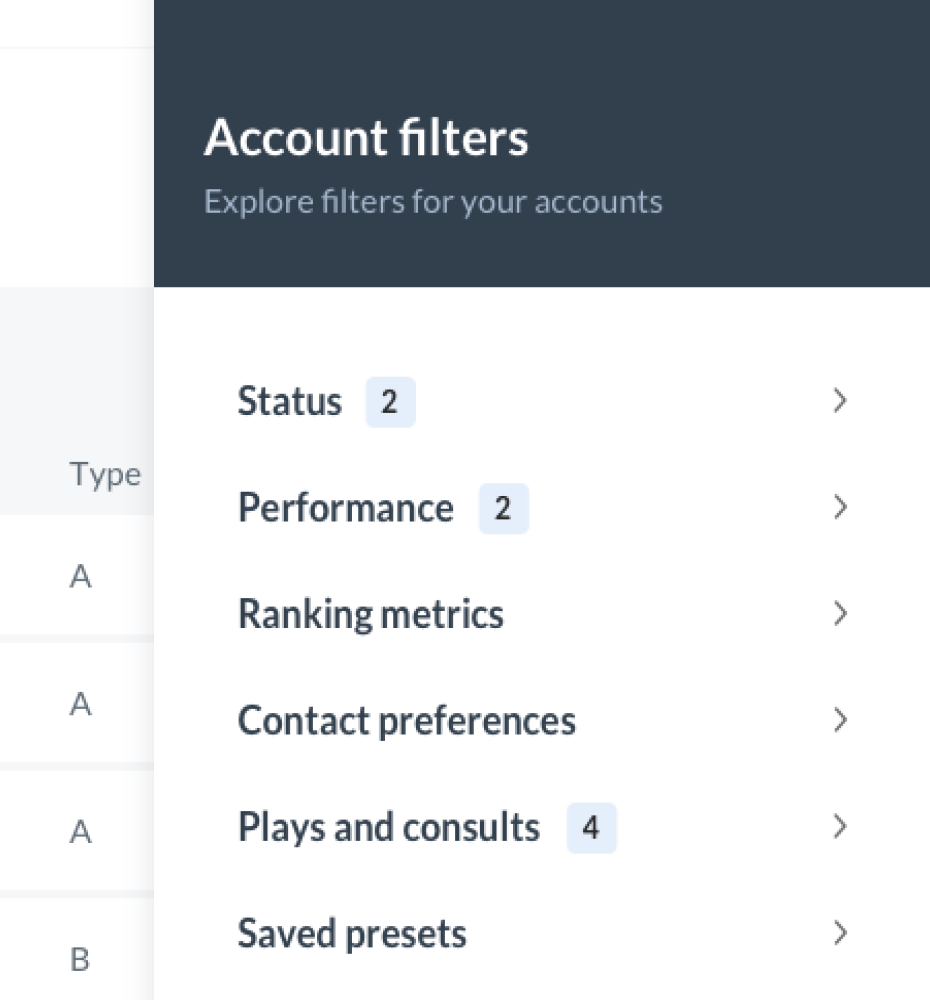 Account filters
Explore filters for your accounts
Type
A
A
A
B
Status 2
Performance 2
Ranking metrics
Contact preferences
Plays and consults 4
Saved presets